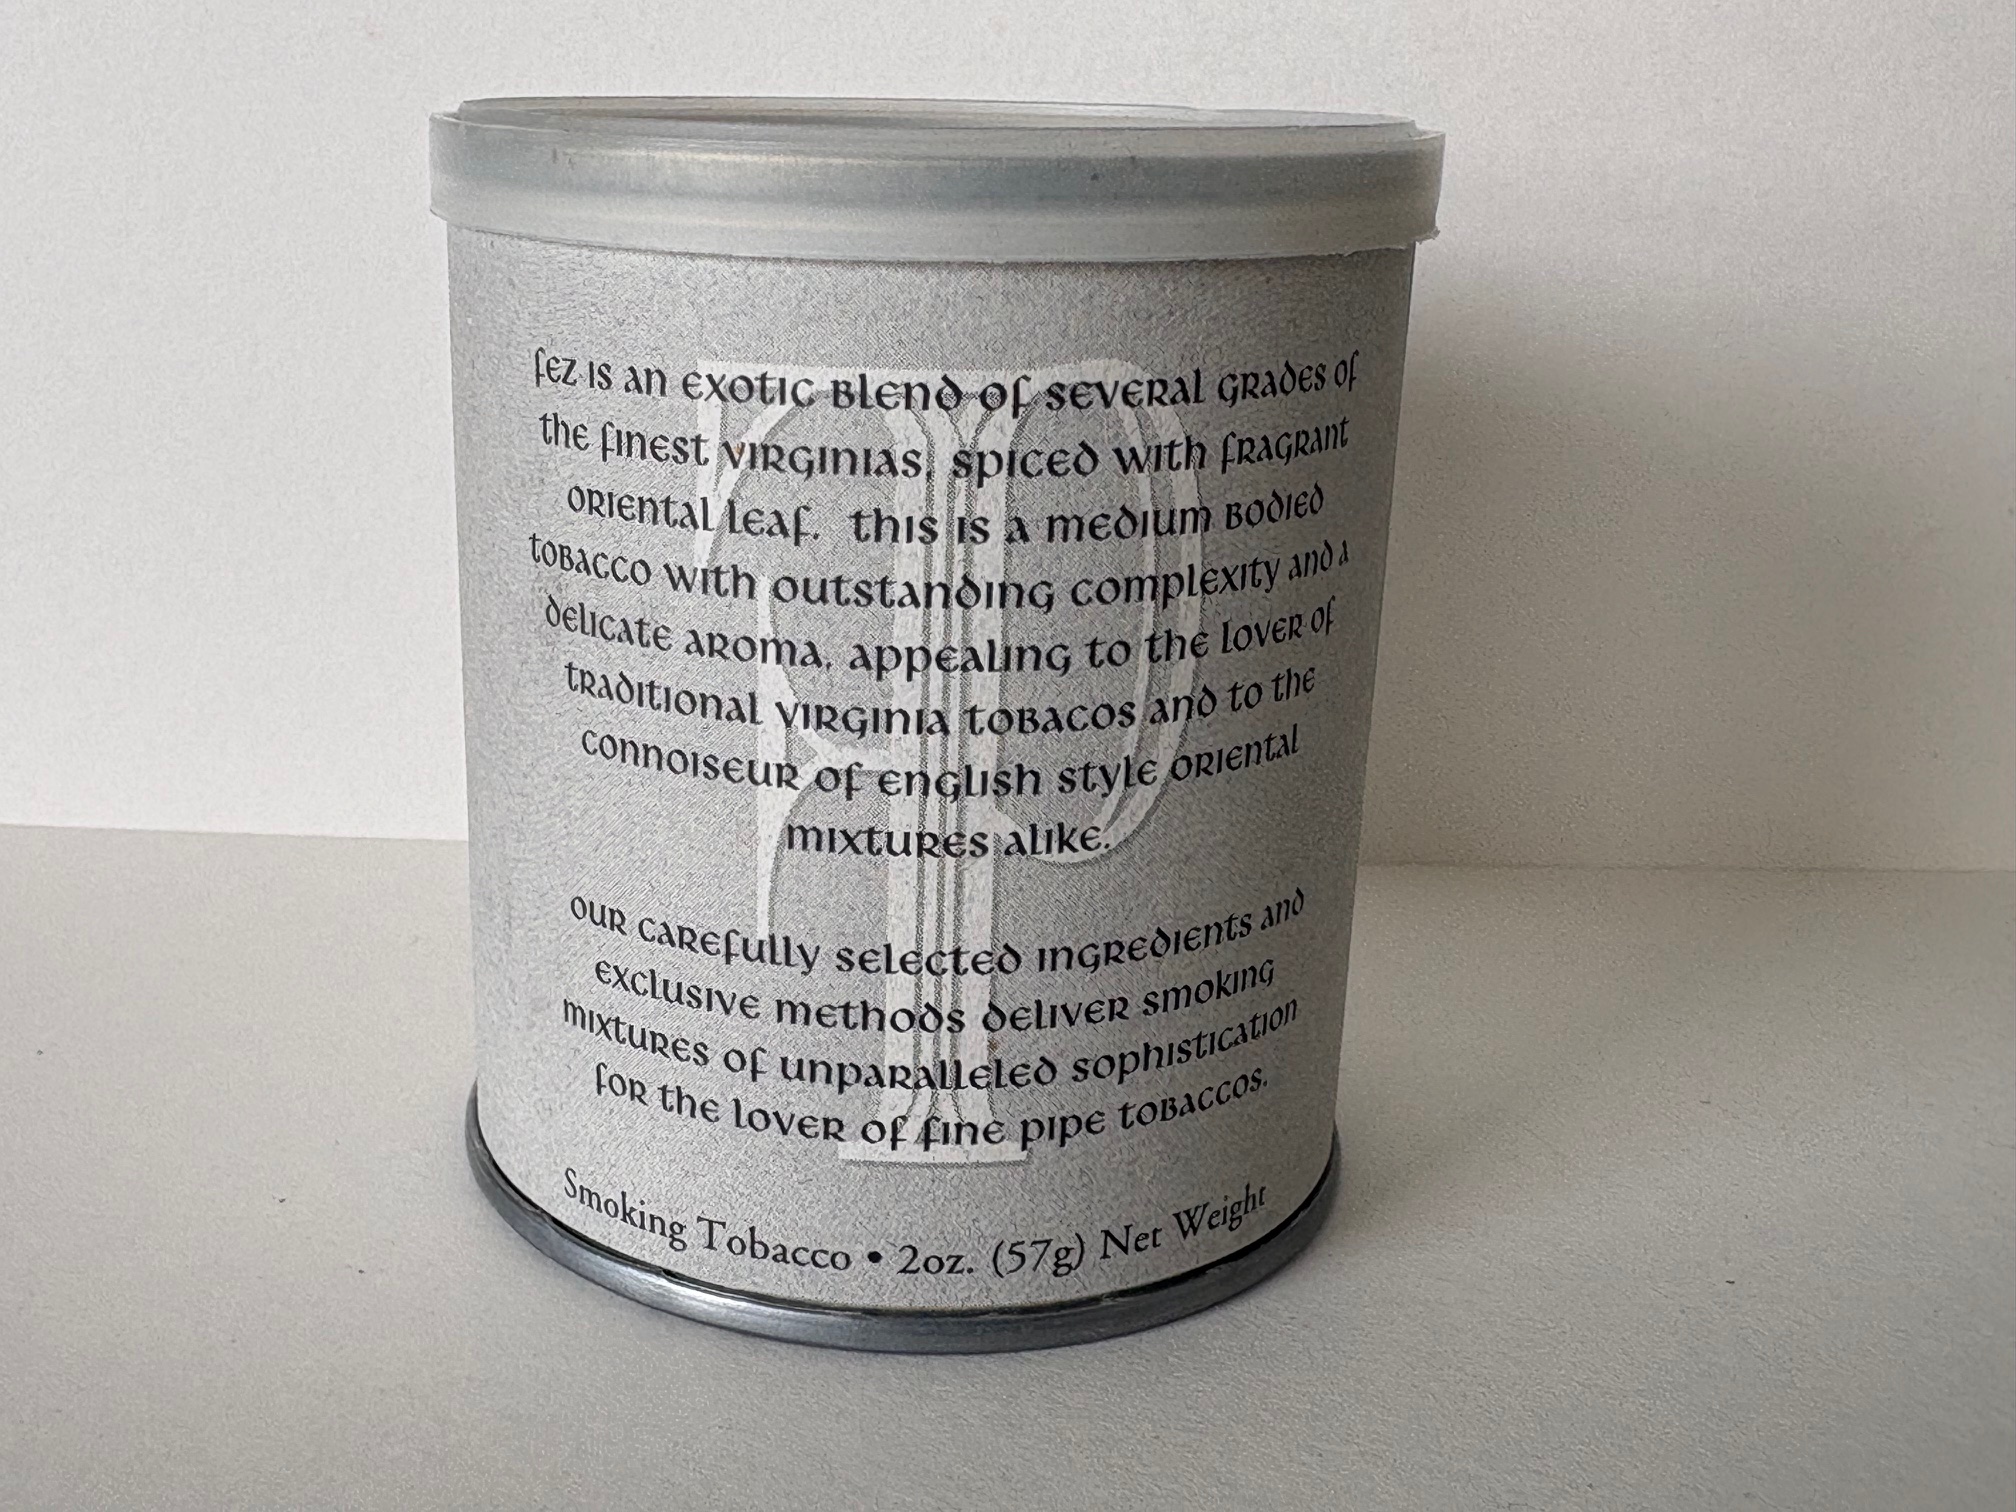 fez is an exotic blend of several grades of
the finest virginias, spiced with fragrant
oriental leaf. this is a medium bodied
tobacco with outstanding complexity and a
delicate aroma, appealing to the lover of
traditional virginia tobacos and to the
connoiseur of english style oriental
mixtures alike.
our carefully selected ingredients and
exclusive methods deliver smoking
mixtures of unparalleled sophistication
for the lover of fine pipe tobaccos.
Smoking Tobacco • 2oz. (57g) Net Weight